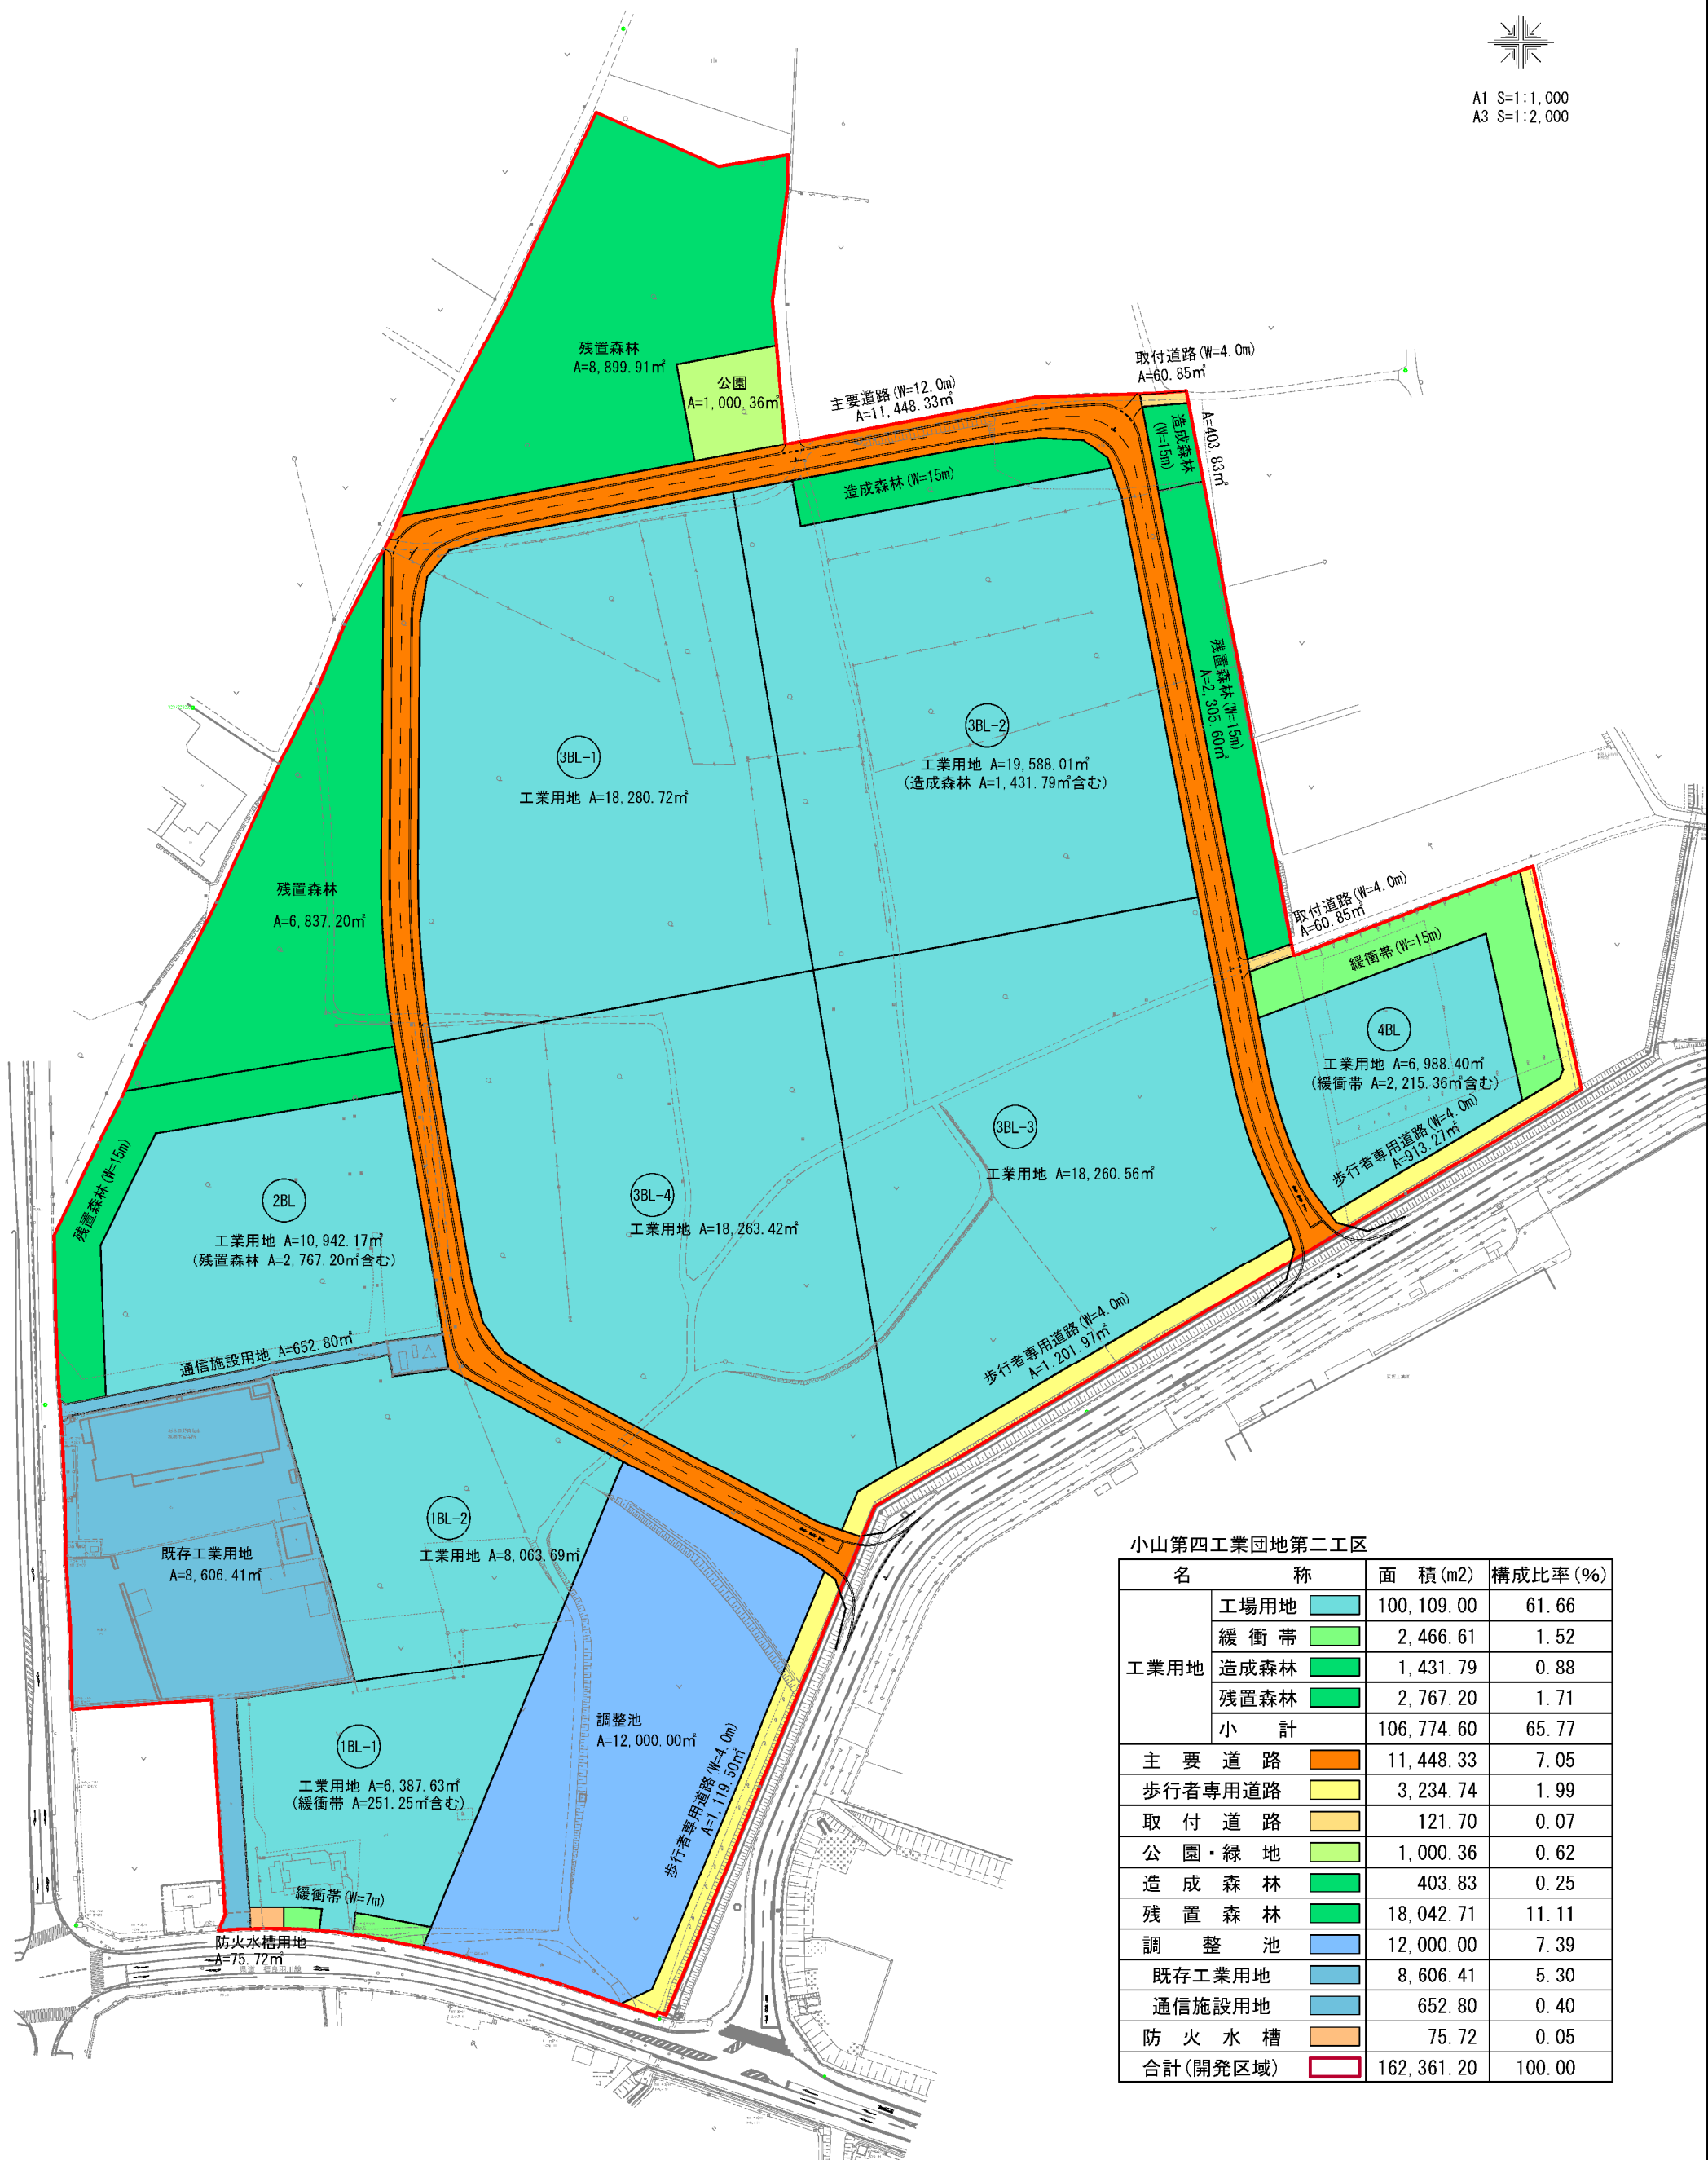 A1 S=1:1,000
A3 S=1:2,000
残置森林
A=8,899.91㎡
公園
A=1,000.36㎡
主要道路(W=12.0m)
A=11,448.33㎡
取付道路(W=4.0m)
A=60.85㎡
造成森林
(W=15m)
A=403.83㎡
造成森林(W=15m)
残置森林(W=15m)
A=2,305.60㎡
3BL-1
工業用地 A=18,280.72㎡
3BL-2
工業用地 A=19,588.01㎡
(造成森林 A=1,431.79㎡含む)
残置森林
A=6,837.20㎡
取付道路(W=4.0m)
A=60.85㎡
緩衝帯(W=15m)
4BL
工業用地 A=6,988.40㎡
(緩衝帯 A=2,215.36㎡含む)
歩行者専用道路(W=4.0m)
A=913.27㎡
3BL-3
工業用地 A=18,260.56㎡
3BL-4
工業用地 A=18,263.42㎡
残置森林(W=15m)
2BL
工業用地 A=10,942.17㎡
(残置森林 A=2,767.20㎡含む)
歩行者専用道路(W=4.0m)
A=1,201.97㎡
通信施設用地 A=652.80㎡
既存工業用地
A=8,606.41㎡
1BL-2
工業用地 A=8,063.69㎡
調整池
A=12,000.00㎡
歩行者専用道路(W=4.0m)
A=1,119.50㎡
1BL-1
工業用地 A=6,387.63㎡
(緩衝帯 A=251.25㎡含む)
緩衝帯(W=7m)
防火水槽用地
A=75.72㎡
小山第四工業団地第二工区
名 称 面 積(m2) 構成比率(%)
工業用地
工場用地 100,109.00 61.66
緩衝帯 2,466.61 1.52
造成森林 1,431.79 0.88
残置森林 2,767.20 1.71
小 計 106,774.60 65.77
主要道路 11,448.33 7.05
歩行者専用道路 3,234.74 1.99
取付道路 121.70 0.07
公園・緑地 1,000.36 0.62
造成森林 403.83 0.25
残置森林 18,042.71 11.11
調整池 12,000.00 7.39
既存工業用地 8,606.41 5.30
通信施設用地 652.80 0.40
防火水槽 75.72 0.05
合計(開発区域) 162,361.20 100.00